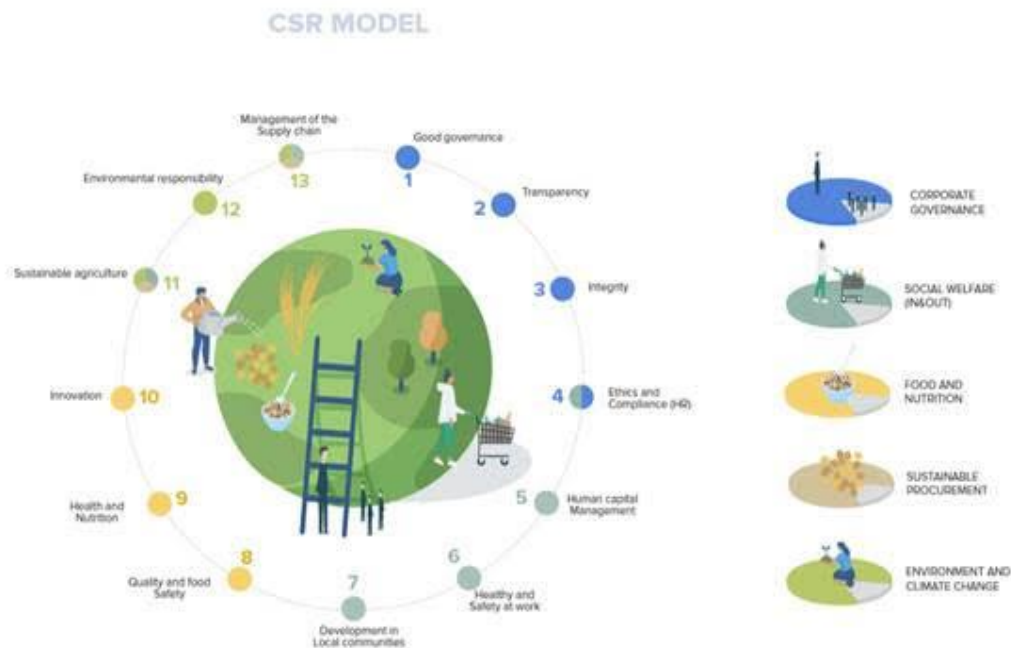 CSR MODEL
Good governance
1
Transparency
2
3
Integrity
4
Ethics and
Compliance (HR)
5
Human capital
Management
6
Healthy and
Safety at work
7
Development in
Local communities
8
Quality and food
Safety
9
Health and
Nutrition
10
Innovation
11
Sustainable agriculture
12
Environmental responsibility
13
Management of the
Supply chain
CORPORATE
GOVERNANCE
SOCIAL WELFARE
(IN&OUT)
FOOD AND
NUTRITION
SUSTAINABLE
PROCUREMENT
ENVIRONMENT AND
CLIMATE CHANGE